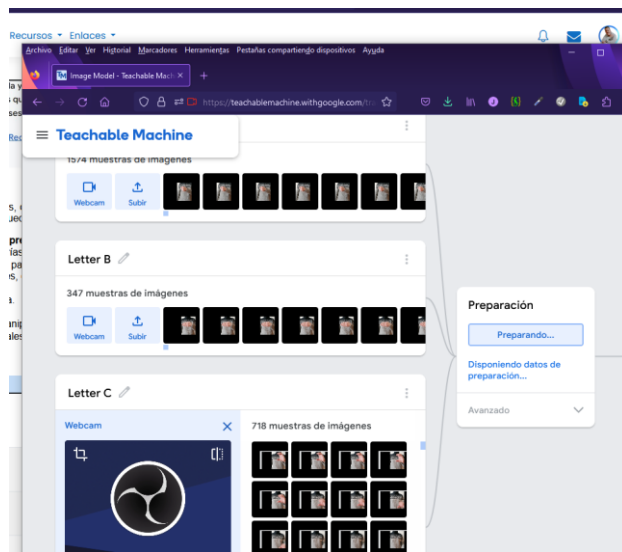 Recursos Enlaces
Archivo Editar Ver Historial Marcadores Herramientas Pestañas compartiendo dispositivos Ayuda
Image Model - Teachable Mach
https://teachablemachine.withgoogle.com/tr
Teachable Machine
1574 muestras de imágenes
Webcam Subir
Letter B
347 muestras de imágenes
Webcam Subir
Letter C
Webcam
718 muestras de imágenes
Preparación
Preparando...
Disponiendo datos de
preparación...
Avanzado